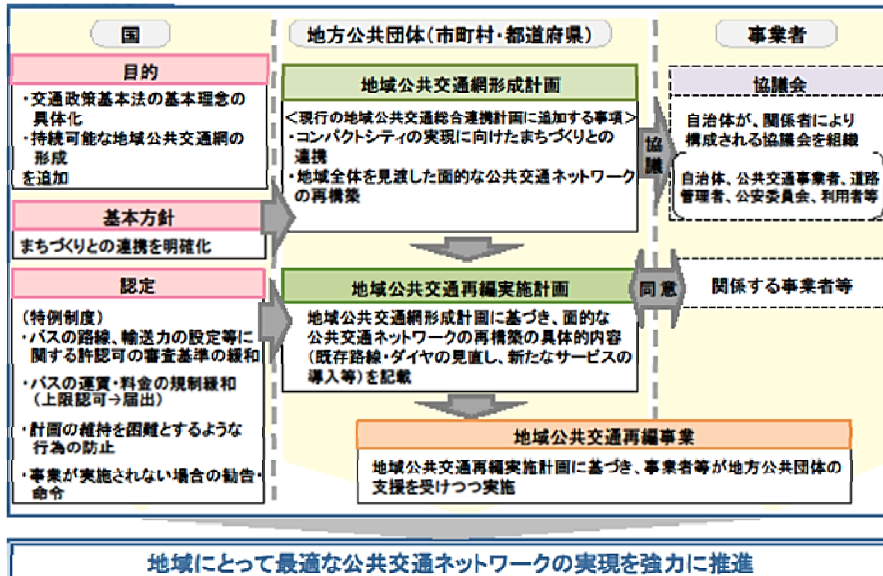 国
地方公共団体(市町村・都道府県)
事業者
目的
・交通政策基本法の基本理念の
具体化
・持続可能な地域公共交通網の
形成
を追加
基本方針
まちづくりとの連携を明確化
認定
(特例制度)
・バスの路線、輸送力の設定等に
関する許認可の審査基準の緩和
・バスの運賃・料金の規制緩和
(上限認可→届出)
・計画の維持を困難とするような
行為の防止
・事業が実施されない場合の勧告・
命令
地域公共交通網形成計画
<現行の地域公共交通総合連携計画に追加する事項>
・コンパクトシティの実現に向けたまちづくりとの
連携
・地域全体を見渡した面的な公共交通ネットワーク
の再構築
協議
協議会
自治体が、関係者により
構成される協議会を組織
自治体、公共交通事業者、道路
管理者、公安委員会、利用者等
地域公共交通再編実施計画
地域公共交通網形成計画に基づき、面的な
公共交通ネットワークの再構築の具体的内容
(既存路線・ダイヤの見直し、新たなサービスの
導入等)を記載
同意
関係する事業者等
地域公共交通再編事業
地域公共交通再編実施計画に基づき、事業者等が地方公共団体の
支援を受けつつ実施
地域にとって最適な公共交通ネットワークの実現を強力に推進